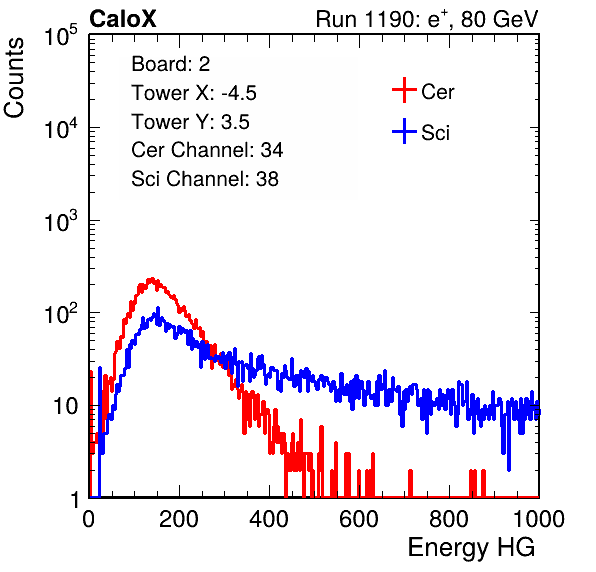 CaloX Run 1190: e⁺, 80 GeV
Counts
Board: 2
Tower X: -4.5
Tower Y: 3.5
Cer Channel: 34
Sci Channel: 38
Cer
Sci
10⁵
10⁴
10³
10²
10
1
0 200 400 600 800 1000
Energy HG